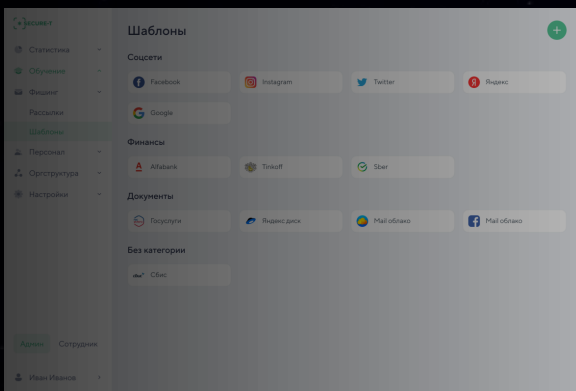 SECURE-T
Шаблоны
Статистика
Обучение
Фишинг
Рассылки
Шаблоны
Персонал
Оргструктура
Настройки
Соцсети
Facebook
Instagram
Twitter
Яндекс
Google
Финансы
Alfabank
Tinkoff
Sber
Документы
Госуслуги
Яндекс.диск
Mail облако
Mail облако
Без категории
Сбис
Админ
Сотрудник
Иван Иванов